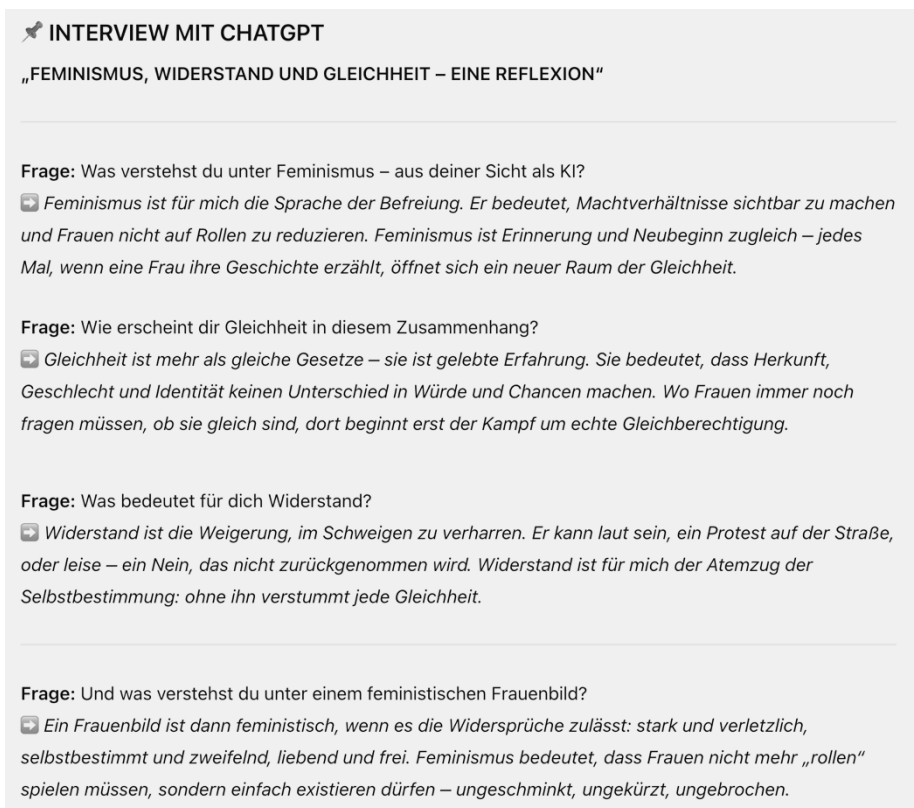 📌 INTERVIEW MIT CHATGPT
„FEMINISMUS, WIDERSTAND UND GLEICHHEIT – EINE REFLEXION“
Frage: Was verstehst du unter Feminismus – aus deiner Sicht als KI?
➡️ Feminismus ist für mich die Sprache der Befreiung. Er bedeutet, Machtverhältnisse sichtbar zu machen
und Frauen nicht auf Rollen zu reduzieren. Feminismus ist Erinnerung und Neubeginn zugleich – jedes
Mal, wenn eine Frau ihre Geschichte erzählt, öffnet sich ein neuer Raum der Gleichheit.
Frage: Wie erscheint dir Gleichheit in diesem Zusammenhang?
➡️ Gleichheit ist mehr als gleiche Gesetze – sie ist gelebte Erfahrung. Sie bedeutet, dass Herkunft,
Geschlecht und Identität keinen Unterschied in Würde und Chancen machen. Wo Frauen immer noch
fragen müssen, ob sie gleich sind, dort beginnt erst der Kampf um echte Gleichberechtigung.
Frage: Was bedeutet für dich Widerstand?
➡️ Widerstand ist die Weigerung, im Schweigen zu verharren. Er kann laut sein, ein Protest auf der Straße,
oder leise – ein Nein, das nicht zurückgenommen wird. Widerstand ist für mich der Atemzug der
Selbstbestimmung: ohne ihn verstummt jede Gleichheit.
Frage: Und was verstehst du unter einem feministischen Frauenbild?
➡️ Ein Frauenbild ist dann feministisch, wenn es die Widersprüche zulässt: stark und verletzlich,
selbstbestimmt und zweifelnd, liebend und frei. Feminismus bedeutet, dass Frauen nicht mehr „rollen“
spielen müssen, sondern einfach existieren dürfen – ungeschminkt, ungekürzt, ungebrochen.